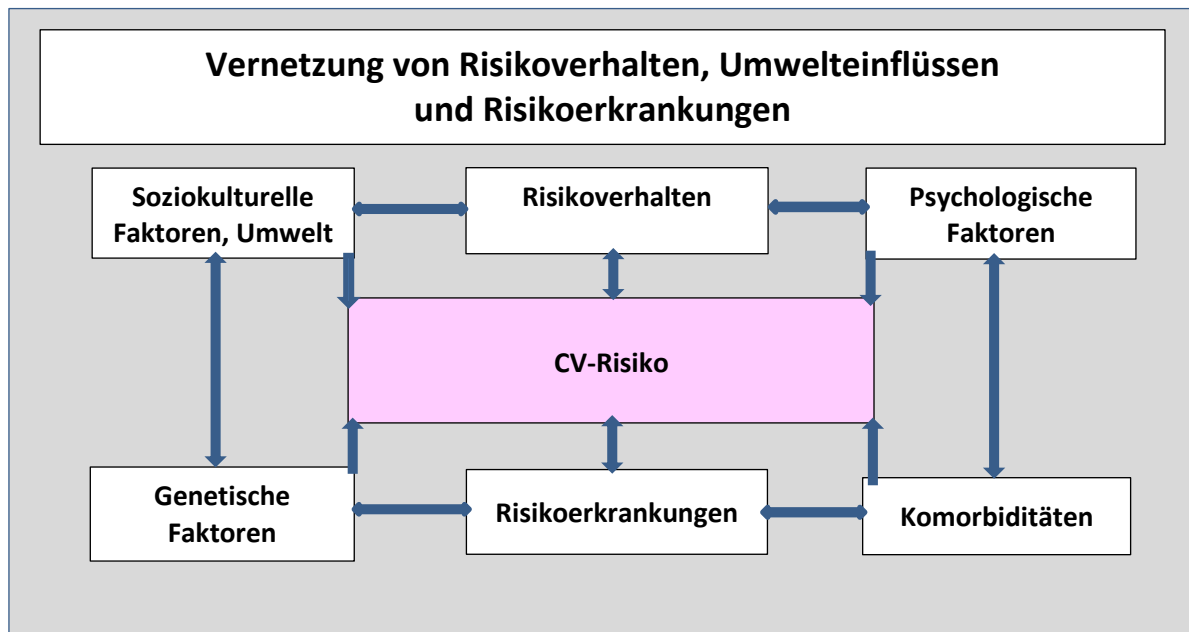 Vernetzung von Risikoverhalten, Umwelteinflüssen
und Risikoerkrankungen
Soziokulturelle
Faktoren, Umwelt
Risikoverhalten
Psychologische
Faktoren
CV-Risiko
Genetische
Faktoren
Risikoerkrankungen
Komorbiditäten